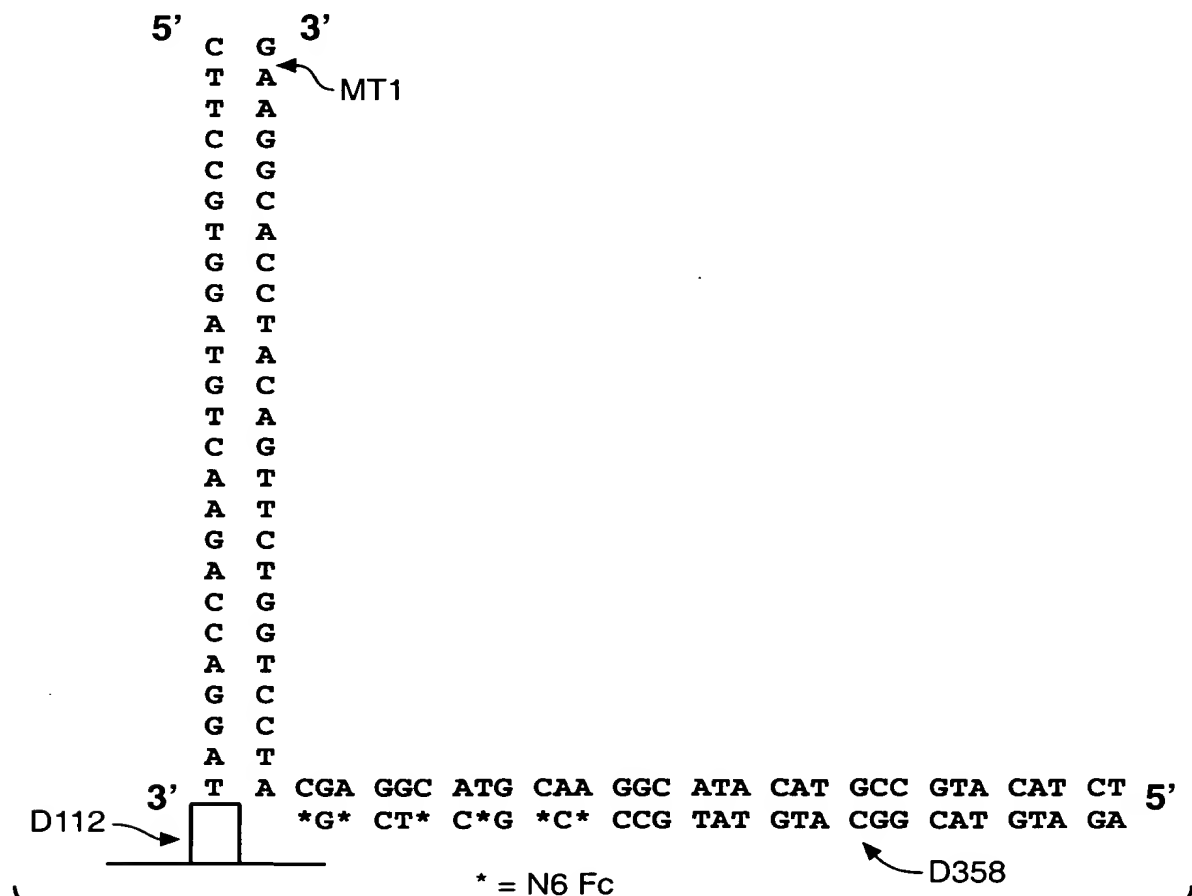 5' C G 3'
T A
T A MT1
C G
C G
G C
T A
G C
G C
A T
T A
G C
T A
C G
A T
A T
G C
A T
C G
C G
A T
G C
G C
A T
3' T A CGA GGC ATG CAA GGC ATA CAT GCC GTA CAT CT 5'
D112 *G* CT* C*G *C* CCG TAT GTA CGG CAT GTA GA
D358
* = N6 Fc